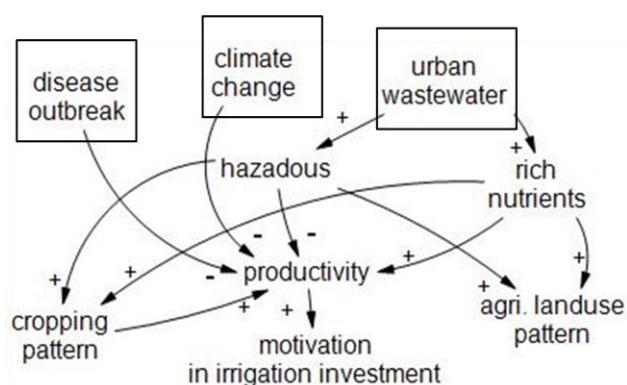 climate
change
disease
outbreak
urban
wastewater
+
+
hazadous
rich
nutrients
-
-
+
+
+
-
+
+
productivity
+
+
agri. landuse
pattern
cropping
pattern
motivation
in irrigation investment